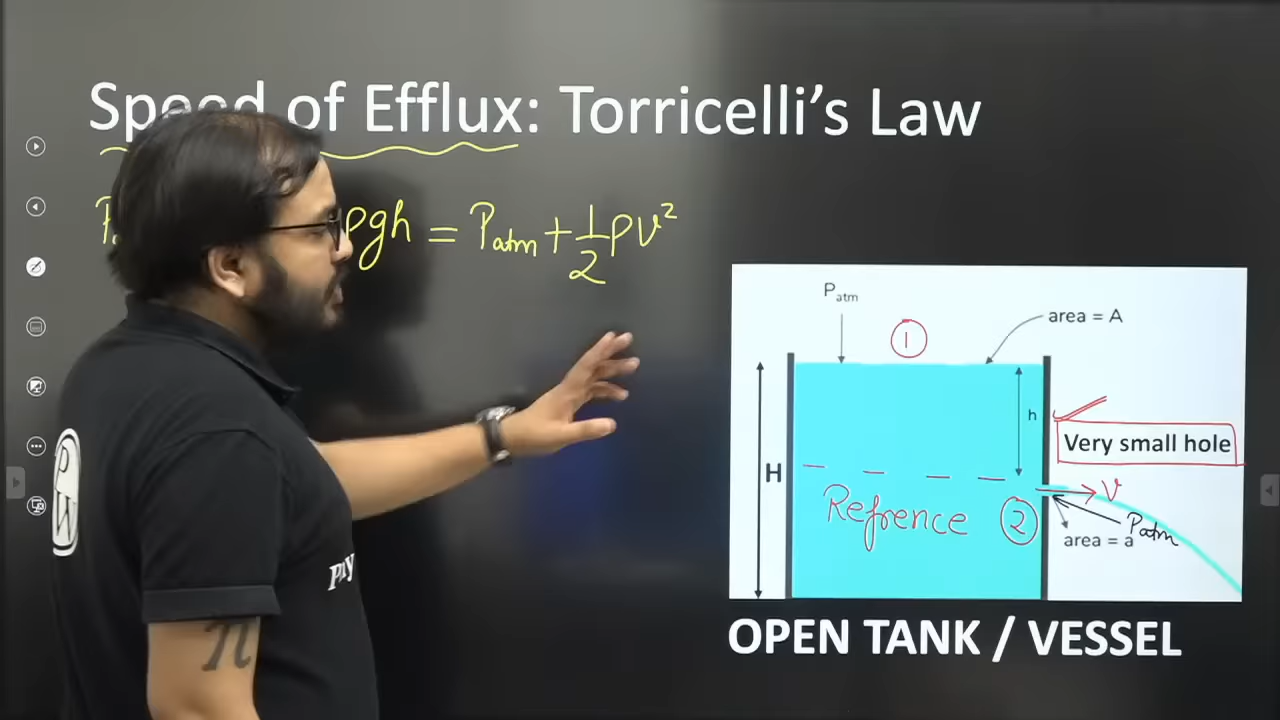 Speed of Efflux: Torricelli's Law
ρgh = Patm + 1/2 ρv²
Patm
1
area = A
h
Very small hole
H
v
Refrence
2
Patm
area = a
OPEN TANK / VESSEL
P
W
π